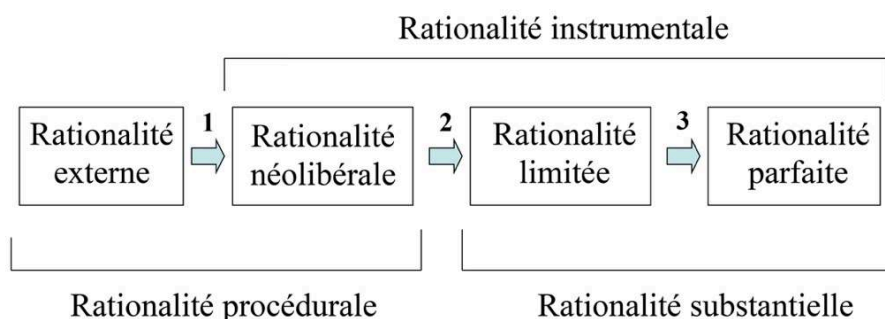 Rationalité instrumentale
1
2
3
Rationalité
externe
Rationalité
néolibérale
Rationalité
limitée
Rationalité
parfaite
Rationalité procédurale
Rationalité substantielle